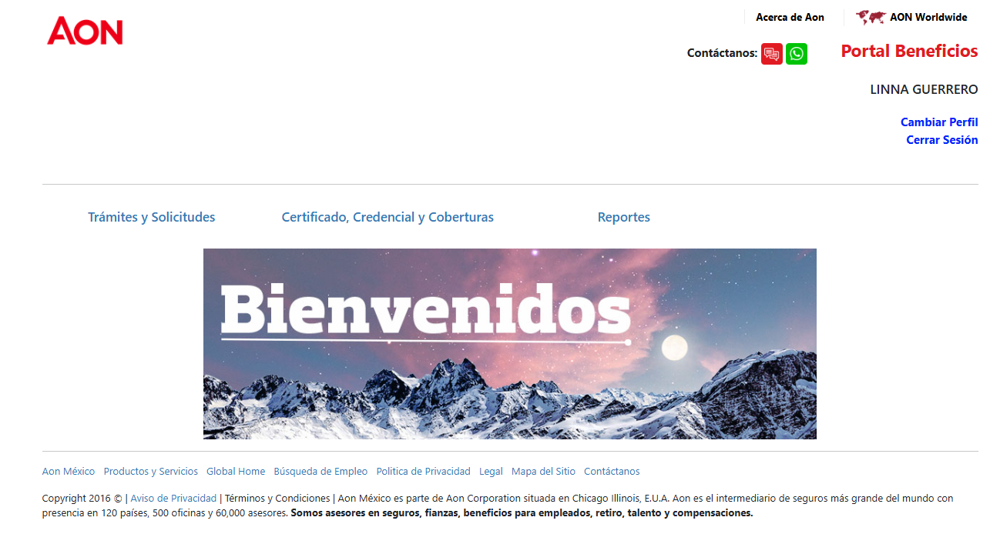 AON
Acerca de Aon
AON Worldwide
Contáctanos:
Portal Beneficios
LINNA GUERRERO
Cambiar Perfil
Cerrar Sesión
Trámites y Solicitudes
Certificado, Credencial y Coberturas
Reportes
Bienvenidos
Aon México Productos y Servicios Global Home Búsqueda de Empleo Politica de Privacidad Legal Mapa del Sitio Contáctanos
Copyright 2016 © | Aviso de Privacidad | Términos y Condiciones | Aon México es parte de Aon Corporation situada en Chicago Illinois, E.U.A. Aon es el intermediario de seguros más grande del mundo con
presencia en 120 países, 500 oficinas y 60,000 asesores. Somos asesores en seguros, fianzas, beneficios para empleados, retiro, talento y compensaciones.